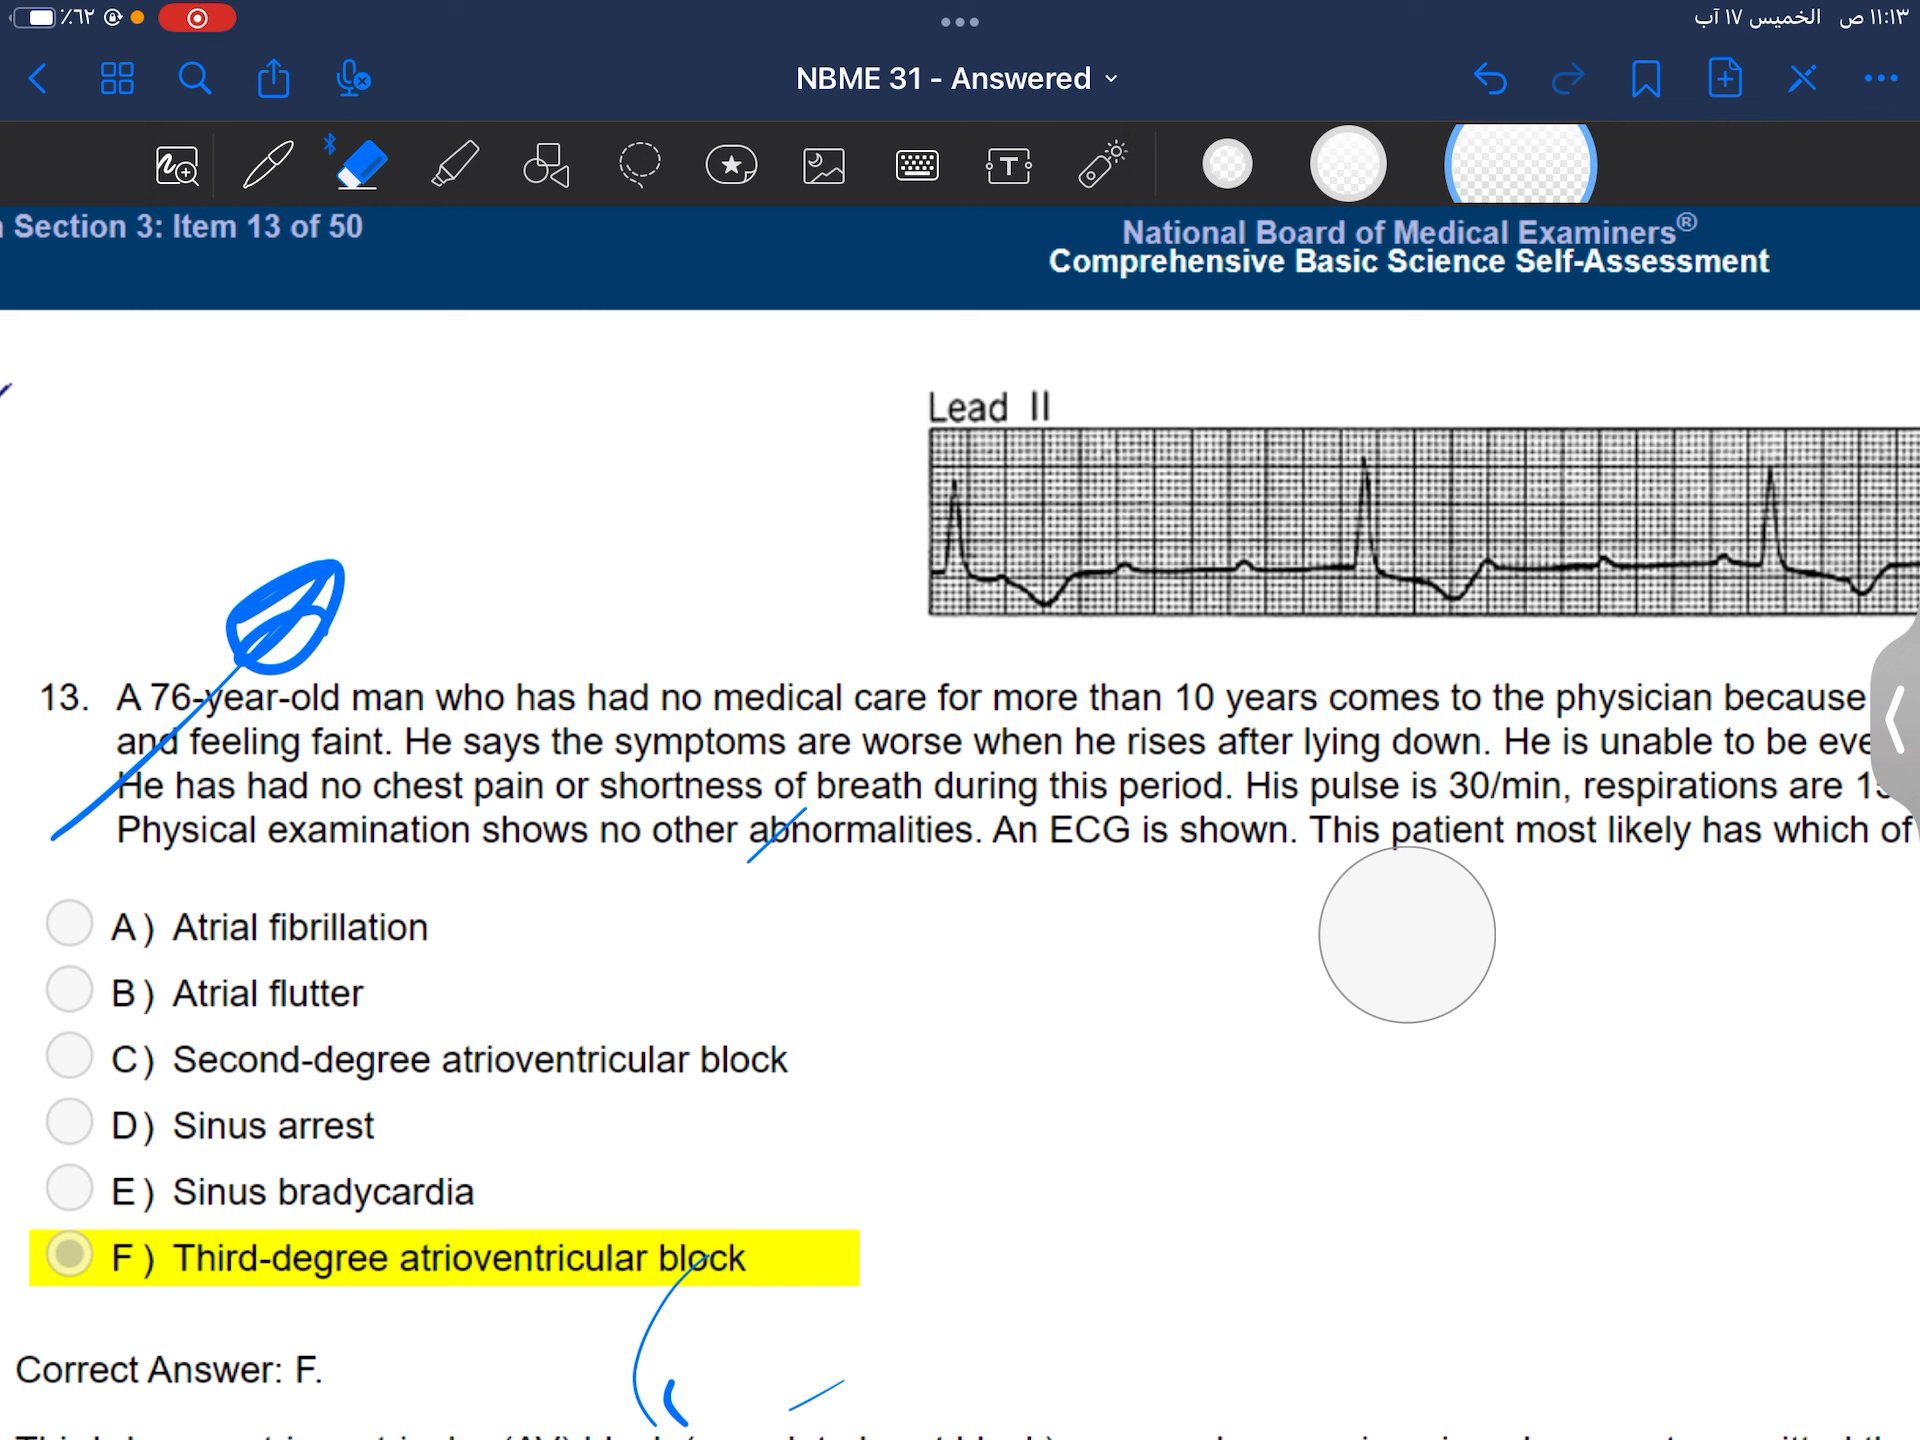 ٪٦٢
١١:١٣ ص الخميس ١٧ آب
NBME 31 - Answered
T
Section 3: Item 13 of 50
National Board of Medical Examiners®
Comprehensive Basic Science Self-Assessment
Lead II
13. A 76-year-old man who has had no medical care for more than 10 years comes to the physician because
and feeling faint. He says the symptoms are worse when he rises after lying down. He is unable to be
He has had no chest pain or shortness of breath during this period. His pulse is 30/min, respirations are
Physical examination shows no other abnormalities. An ECG is shown. This patient most likely has which of
A) Atrial fibrillation
B) Atrial flutter
C) Second-degree atrioventricular block
D) Sinus arrest
E) Sinus bradycardia
F) Third-degree atrioventricular block
Correct Answer: F.